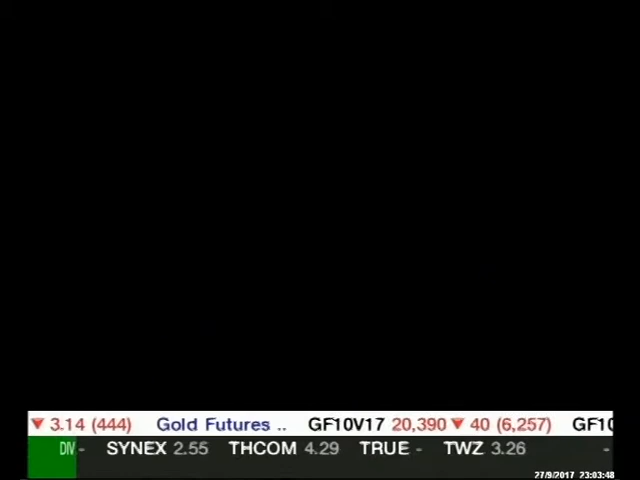 ▼ 3.14 (444) Gold Futures .. GF10V17 20,390 ▼ 40 (6,257) GF10
DIV - SYNEX 2.55 THCOM 4.29 TRUE - TWZ 3.26 -
27/9/2017 23:03:48